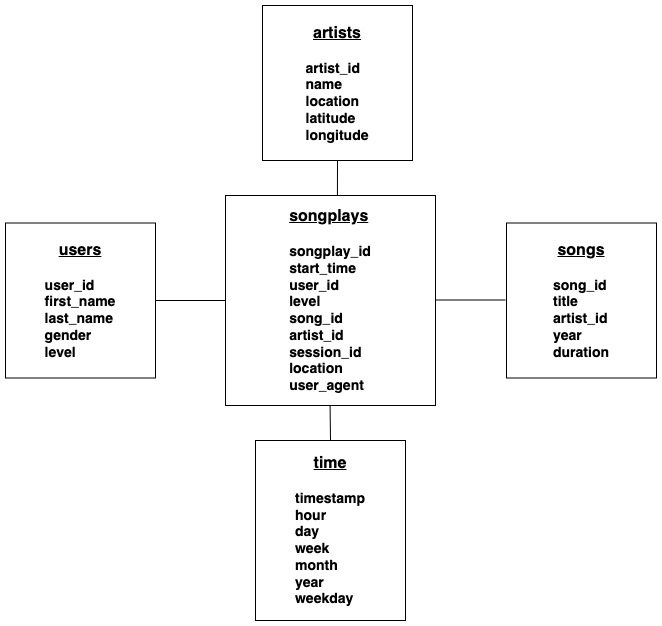 artists
artist_id
name
location
latitude
longitude
songplays
songplay_id
start_time
user_id
level
song_id
artist_id
session_id
location
user_agent
users
user_id
first_name
last_name
gender
level
songs
song_id
title
artist_id
year
duration
time
timestamp
hour
day
week
month
year
weekday